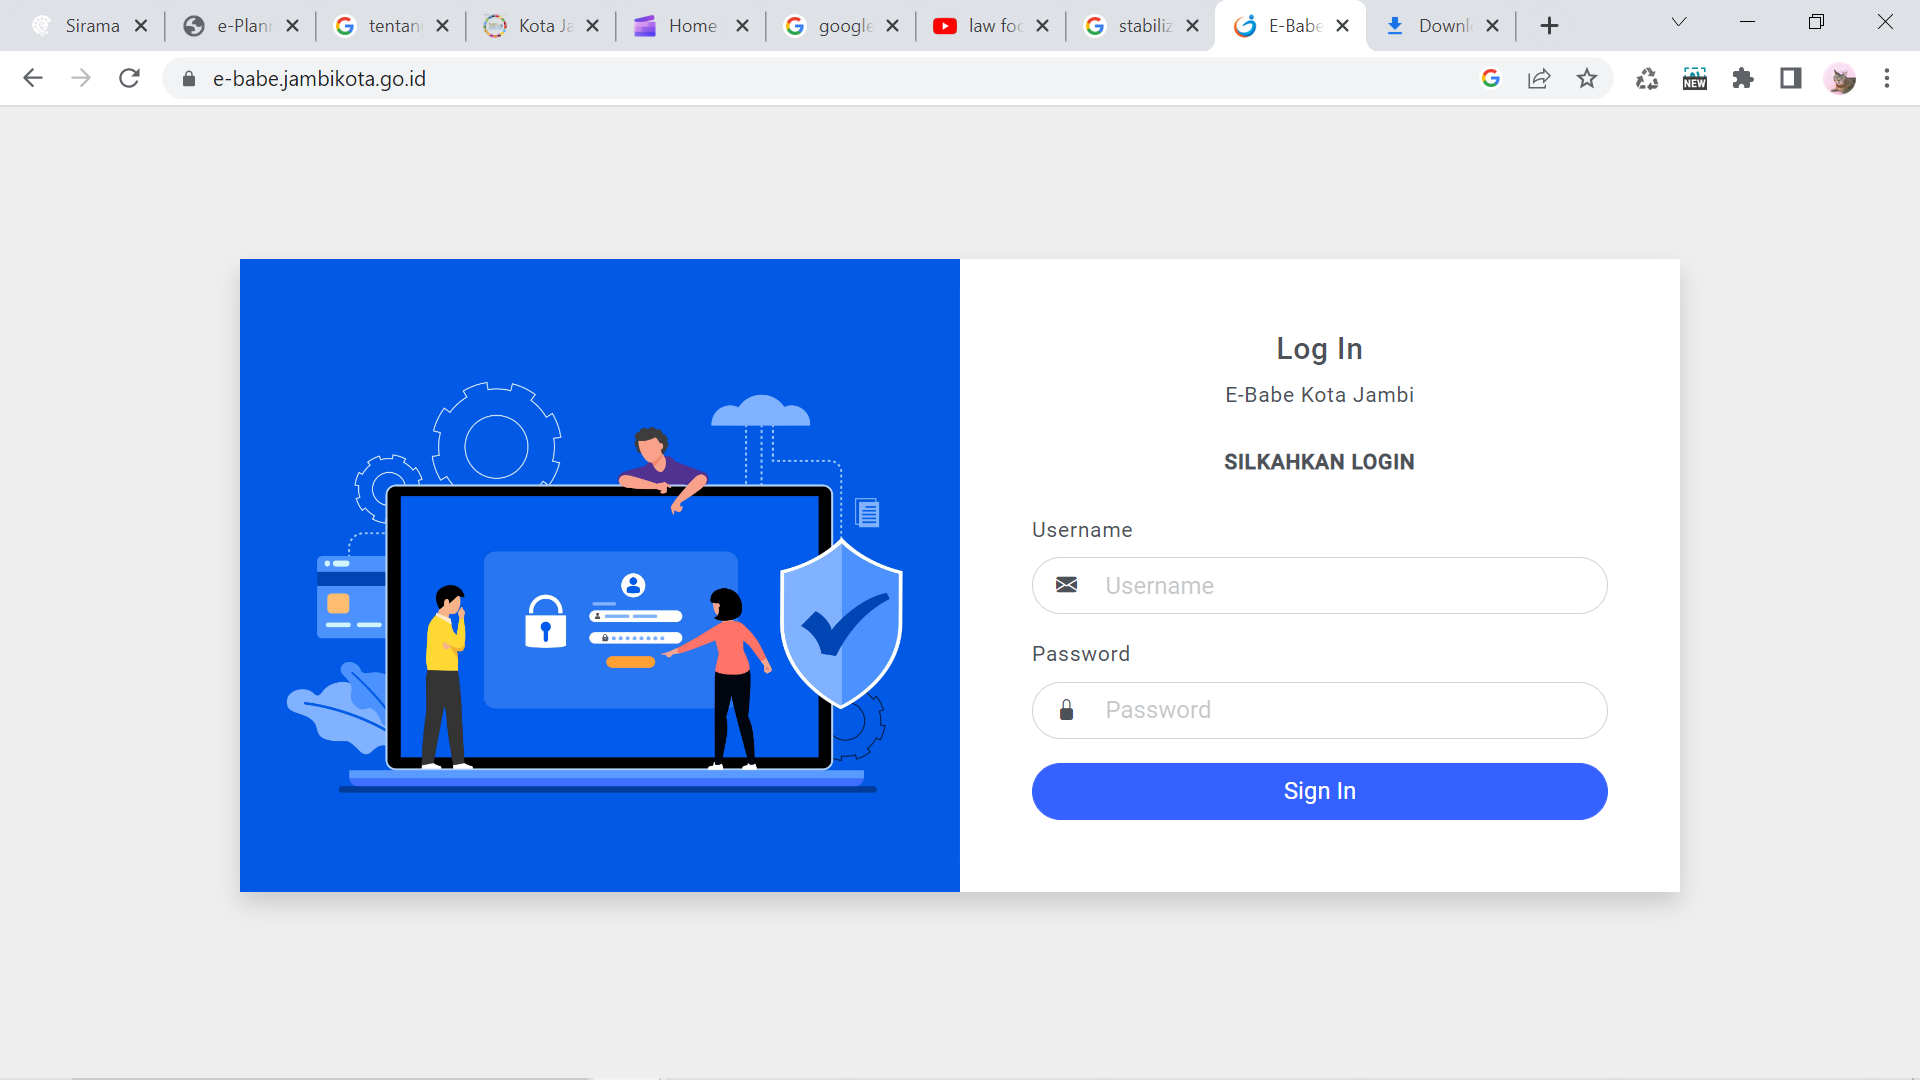 Sirama
e-Plan
tentan
Kota Ja
Home
google
law foc
stabiliz
E-Babe
Downl
e-babe.jambikota.go.id
NEW
Log In
E-Babe Kota Jambi
SILKAHKAN LOGIN
Username
Username
Password
Password
Sign In